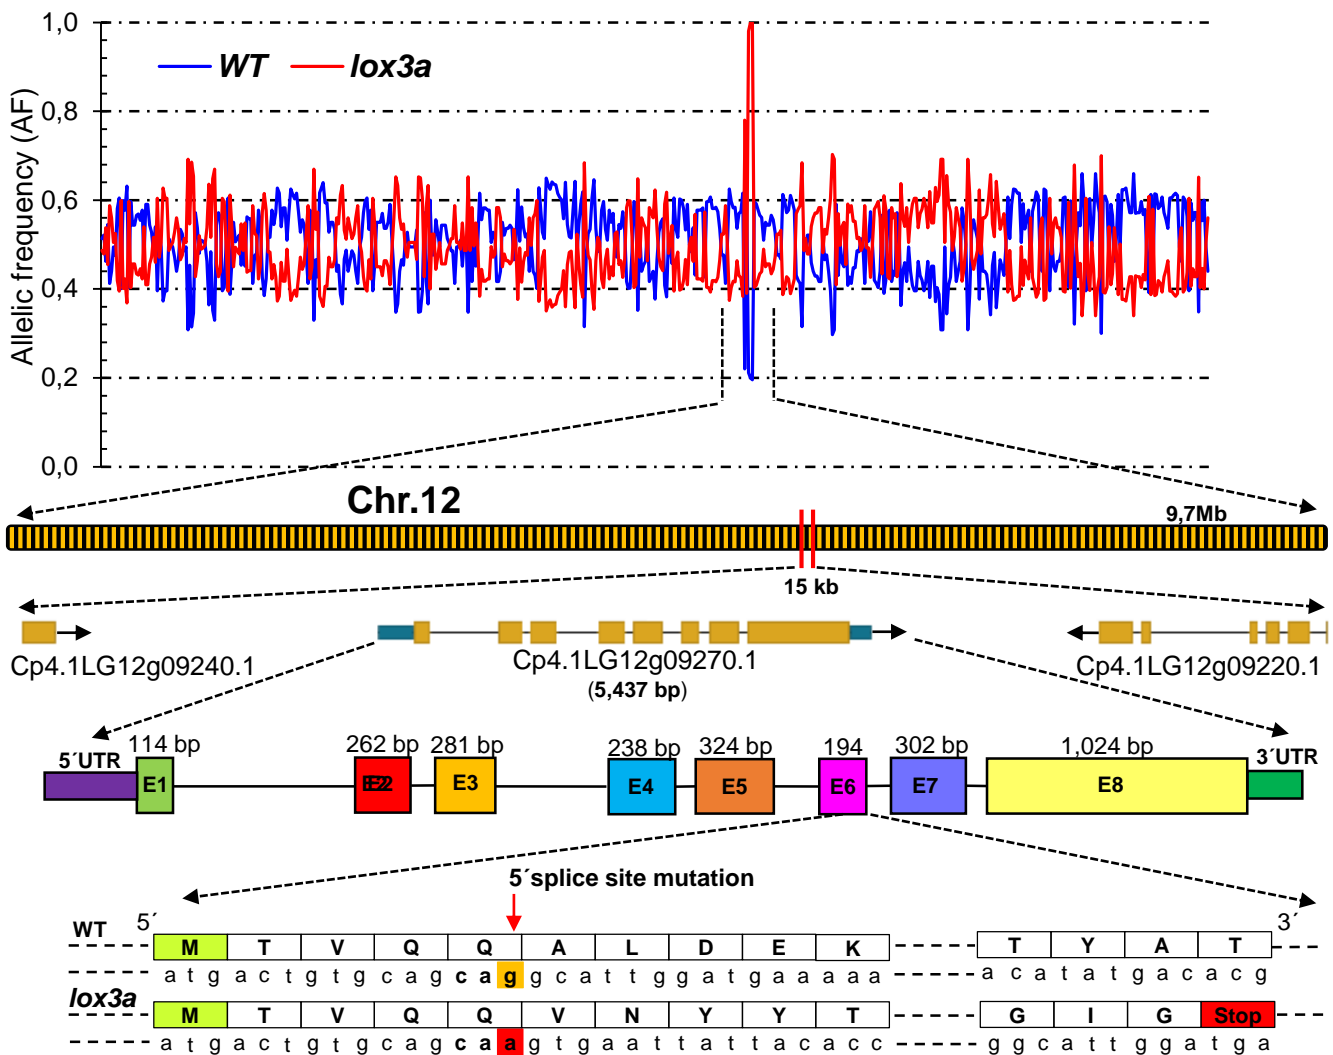 Allelic frequency (AF)
1,0
0,8
0,6
0,4
0,2
0,0
WT lox3a
Chr.12
9,7Mb
15 kb
Cp4.1LG12g09240.1
Cp4.1LG12g09270.1
(5,437 bp)
Cp4.1LG12g09220.1
5´UTR 114 bp 262 bp 281 bp 238 bp 324 bp 194 302 bp 1,024 bp 3´UTR
E1 E2 E3 E4 E5 E6 E7 E8
5´splice site mutation
5´ 3´
WT
M T V Q Q A L D E K T Y A T
a t g a c t g t g c a g c a g g c a t t g g a t g a a a a a a c a t a t g a c a c g
lox3a
M T V Q Q V N Y Y T G I G Stop
a t g a c t g t g c a g c a a g t g a a t t a t t a c a c c g g c a t t g g a t g a